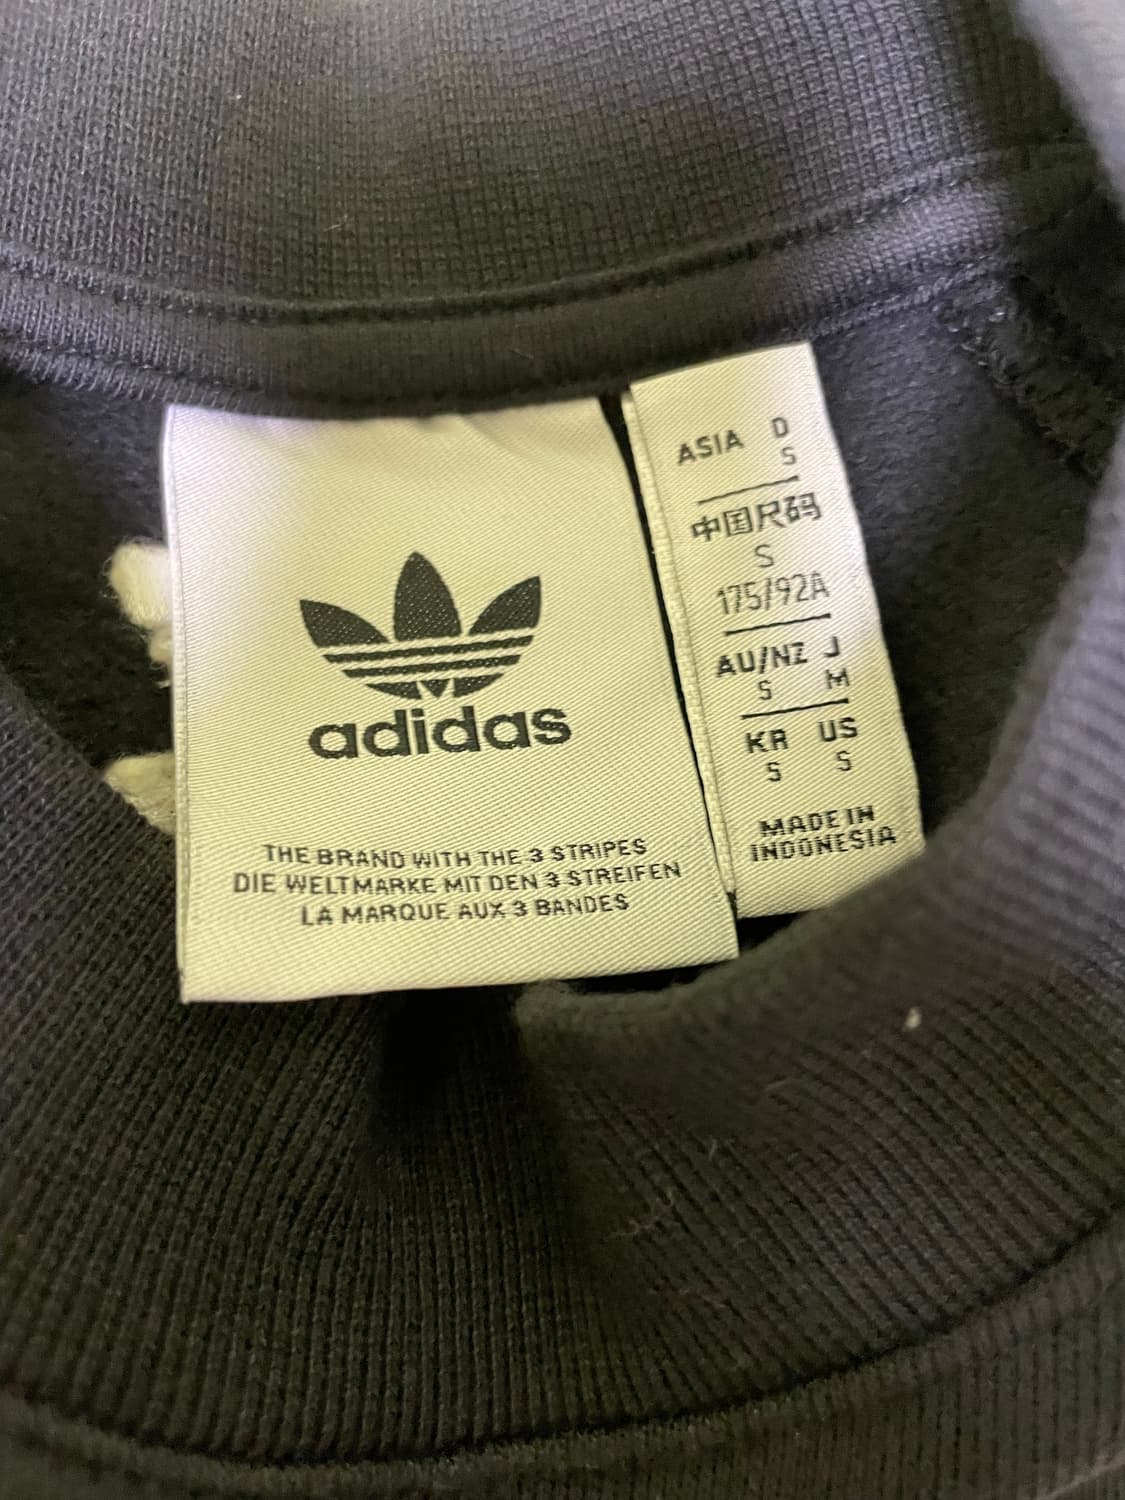 adidas
THE BRAND WITH THE 3 STRIPES
DIE WELTMARKE MIT DEN 3 STREIFEN
LA MARQUE AUX 3 BANDES
ASIA D
S
中国尺码
S
175/92A
AU/NZ J
S M
KR US
S S
MADE IN
INDONESIA